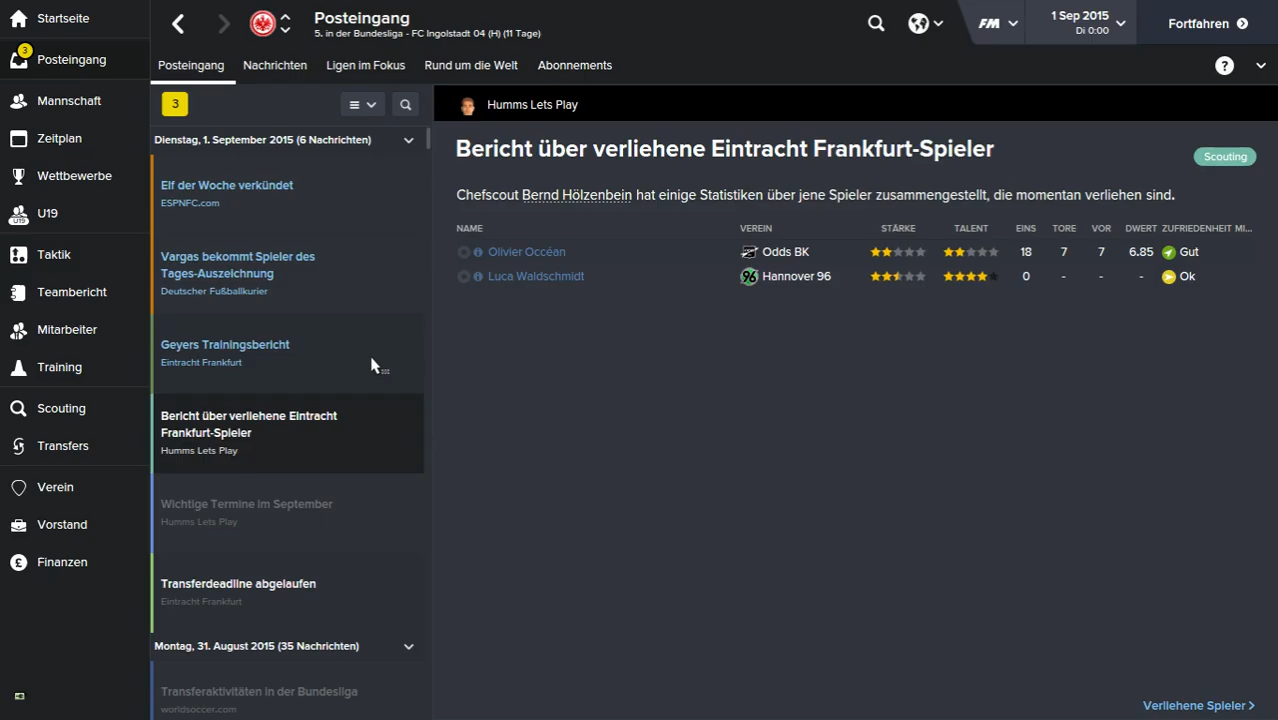 Startseite
3
Posteingang
Mannschaft
Zeitplan
Wettbewerbe
U19
U19
Taktik
Teambericht
Mitarbeiter
Training
Scouting
Transfers
Verein
Vorstand
Finanzen
Posteingang
5. in der Bundesliga - FC Ingolstadt 04 (H) (11 Tage)
FM
1 Sep 2015
Di 0:00
Fortfahren
Posteingang
Nachrichten
Ligen im Fokus
Rund um die Welt
Abonnements
?
3
Dienstag, 1. September 2015 (6 Nachrichten)
Elf der Woche verkündet
ESPNFC.com
Vargas bekommt Spieler des
Tages-Auszeichnung
Deutscher Fußballkurier
Geyers Trainingsbericht
Eintracht Frankfurt
Bericht über verliehene Eintracht
Frankfurt-Spieler
Humms Lets Play
Wichtige Termine im September
Humms Lets Play
Transferdeadline abgelaufen
Eintracht Frankfurt
Montag, 31. August 2015 (35 Nachrichten)
Transferaktivitäten in der Bundesliga
worldsoccer.com
Humms Lets Play
Bericht über verliehene Eintracht Frankfurt-Spieler
Scouting
Chefscout Bernd Hölzenbein hat einige Statistiken über jene Spieler zusammengestellt, die momentan verliehen sind.
NAME VEREIN STÄRKE TALENT EINS TORE VOR DWERT ZUFRIEDENHEIT MI...
Olivier Occéan Odds BK 18 7 7 6.85 Gut
Luca Waldschmidt 96 Hannover 96 0 - - - Ok
Verliehene Spieler >